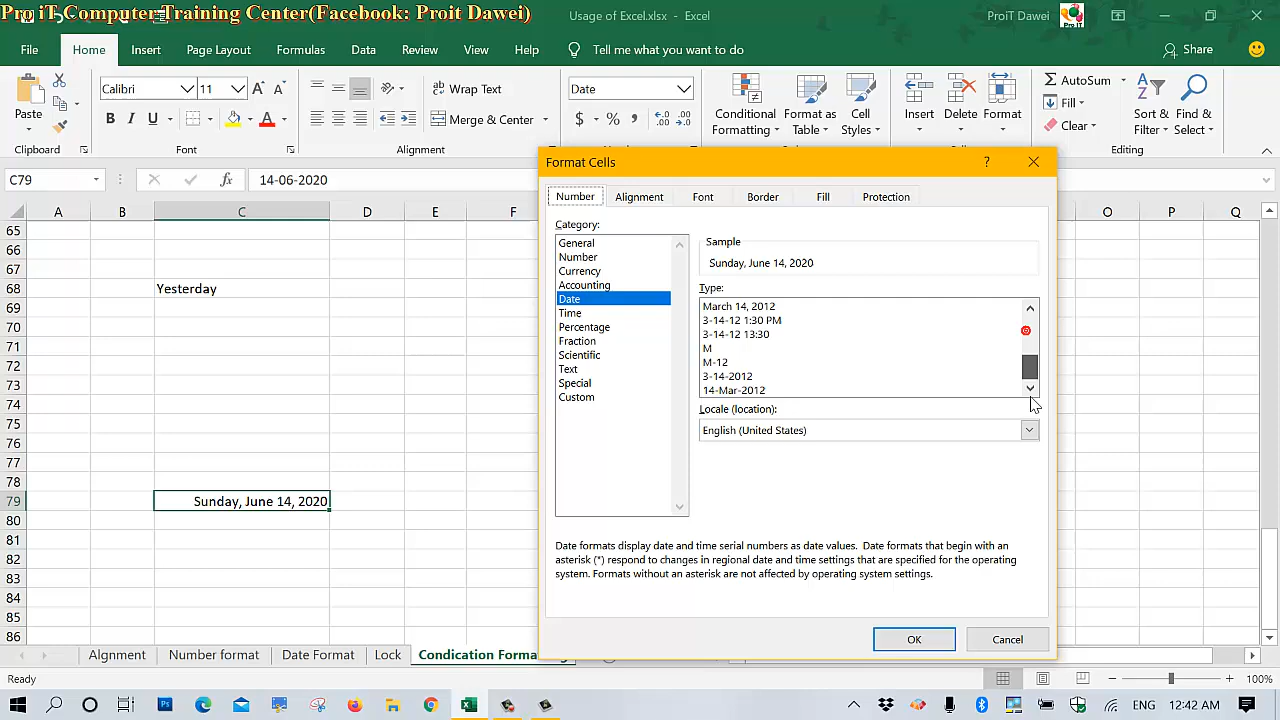 Pro iT Computer Training Center(Facebook: Proit Dawei)
Usage of Excel.xlsx - Excel
ProiT Dawei
File Home Insert Page Layout Formulas Data Review View Help Tell me what you want to do Share
Paste
Clipboard
Calibri 11
B I U
Font
Wrap Text
Merge & Center
Alignment
Date
$ % ,
Conditional Formatting
Format as Table
Cell Styles
Insert
Delete
Format
AutoSum
Fill
Clear
Sort & Filter
Find & Select
Editing
C79 fx 14-06-2020
A B C D E F O P Q
65
66
67
68 Yesterday
69
70
71
72
73
74
75
76
77
78
79 Sunday, June 14, 2020
80
81
82
83
84
85
86
Format Cells ?
Number Alignment Font Border Fill Protection
Category:
General
Number
Currency
Accounting
Date
Time
Percentage
Fraction
Scientific
Text
Special
Custom
Sample
Sunday, June 14, 2020
Type:
March 14, 2012
3-14-12 1:30 PM
3-14-12 13:30
M
M-12
3-14-2012
14-Mar-2012
Locale (location):
English (United States)
Date formats display date and time serial numbers as date values. Date formats that begin with an
asterisk (*) respond to changes in regional date and time settings that are specified for the operating
system. Formats without an asterisk are not affected by operating system settings.
OK Cancel
Alignment Number format Date Format Lock Condication Forma
Ready 100%
ENG 12:42 AM